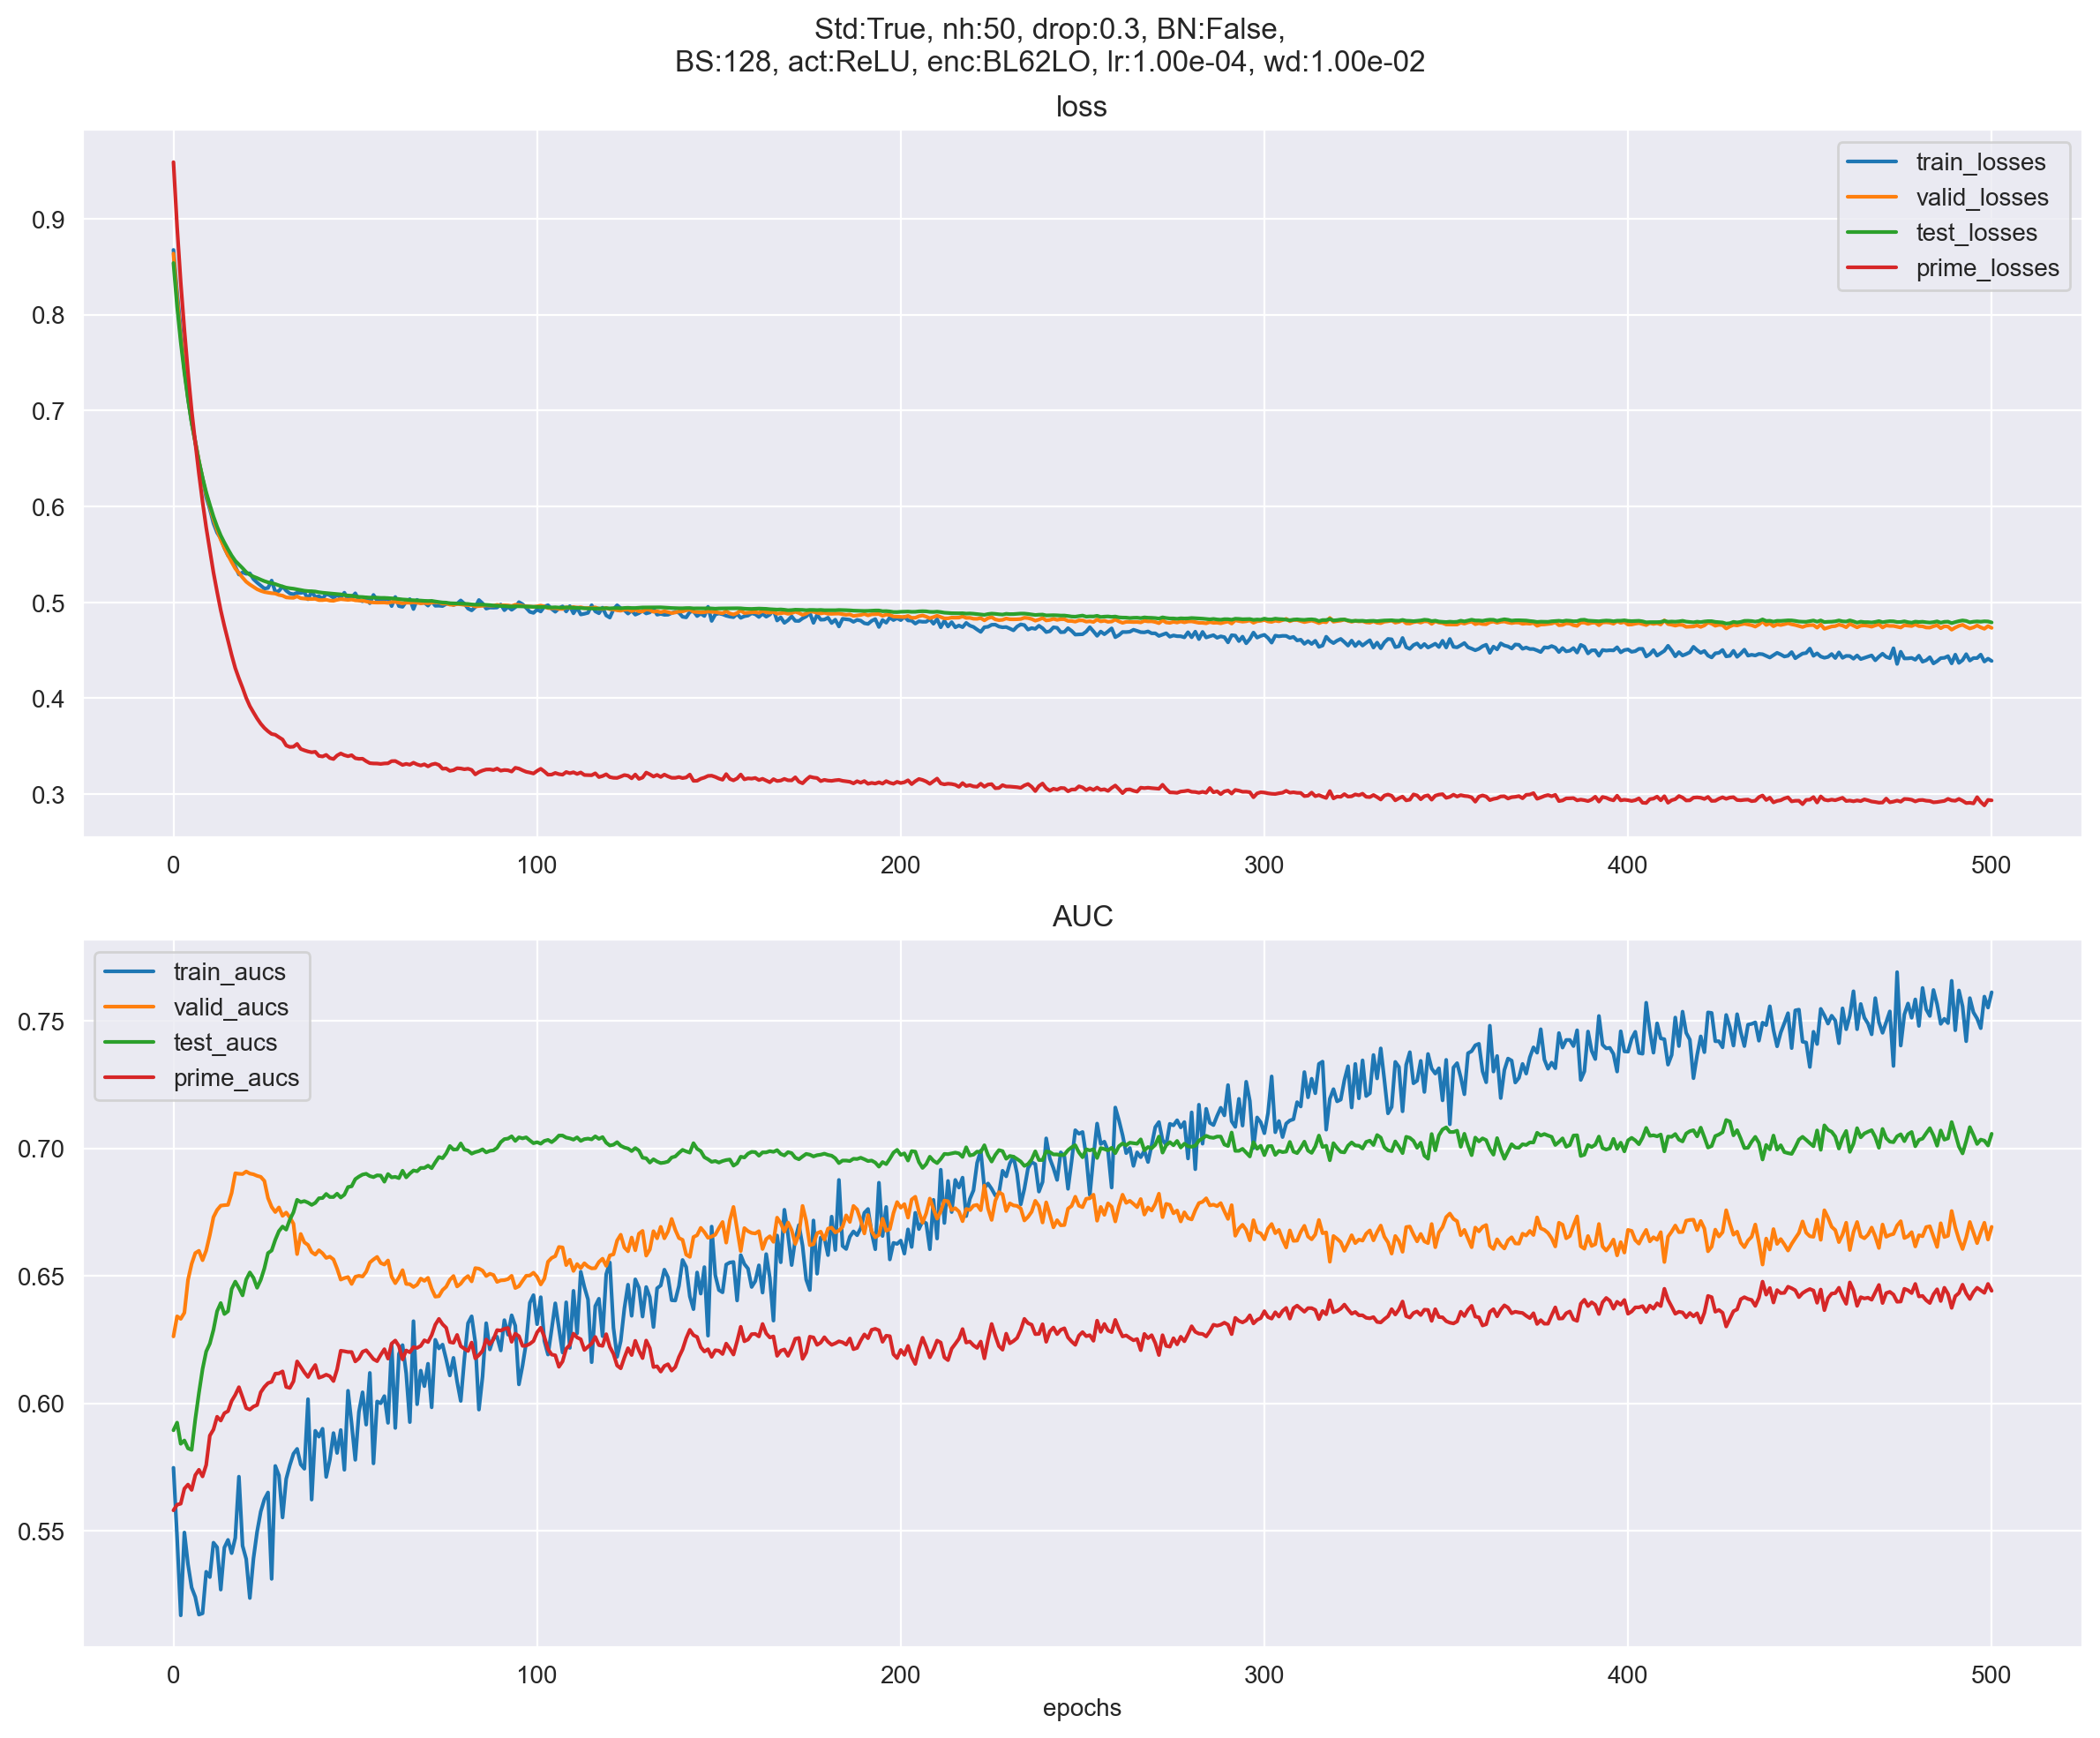 Std:True, nh:50, drop:0.3, BN:False,
BS:128, act:ReLU, enc:BL62LO, lr:1.00e-04, wd:1.00e-02
loss
train_losses
valid_losses
test_losses
prime_losses
0.9
0.8
0.7
0.6
0.5
0.4
0.3
0 100 200 300 400 500
AUC
train_aucs
valid_aucs
test_aucs
prime_aucs
0.75
0.70
0.65
0.60
0.55
0 100 200 300 400 500
epochs